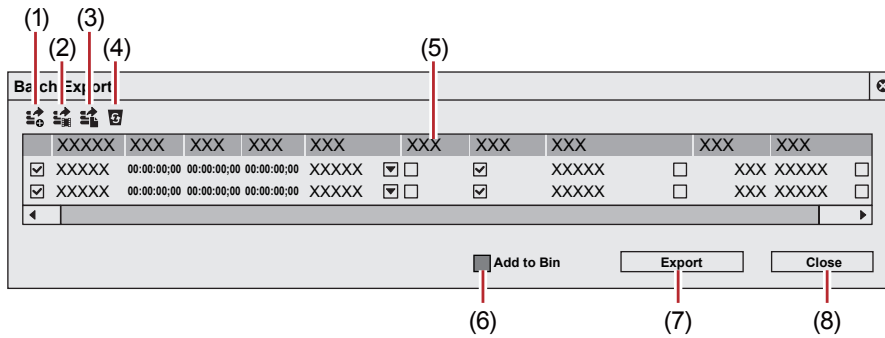 (1) (3)
(2) (4) (5)
Batch Export
XXXXX XXX XXX XXX XXX XXX XXX XXX XXX XXX
XXXXX 00:00:00;00 00:00:00;00 00:00:00;00 XXXXX XXXXX XXX XXXXX
XXXXX 00:00:00;00 00:00:00;00 00:00:00;00 XXXXX XXXXX XXX XXXXX
Add to Bin Export Close
(6) (7) (8)